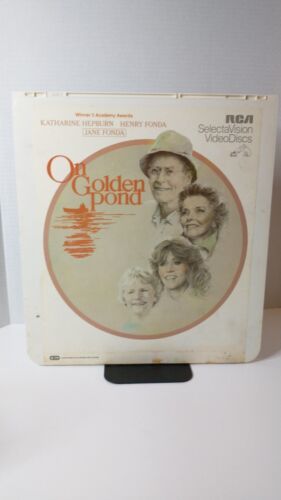 Winner 3 Academy Awards
KATHARINE HEPBURN · HENRY FONDA
JANE FONDA
RCA
SelectaVision
VideoDiscs
On
Golden
Pond